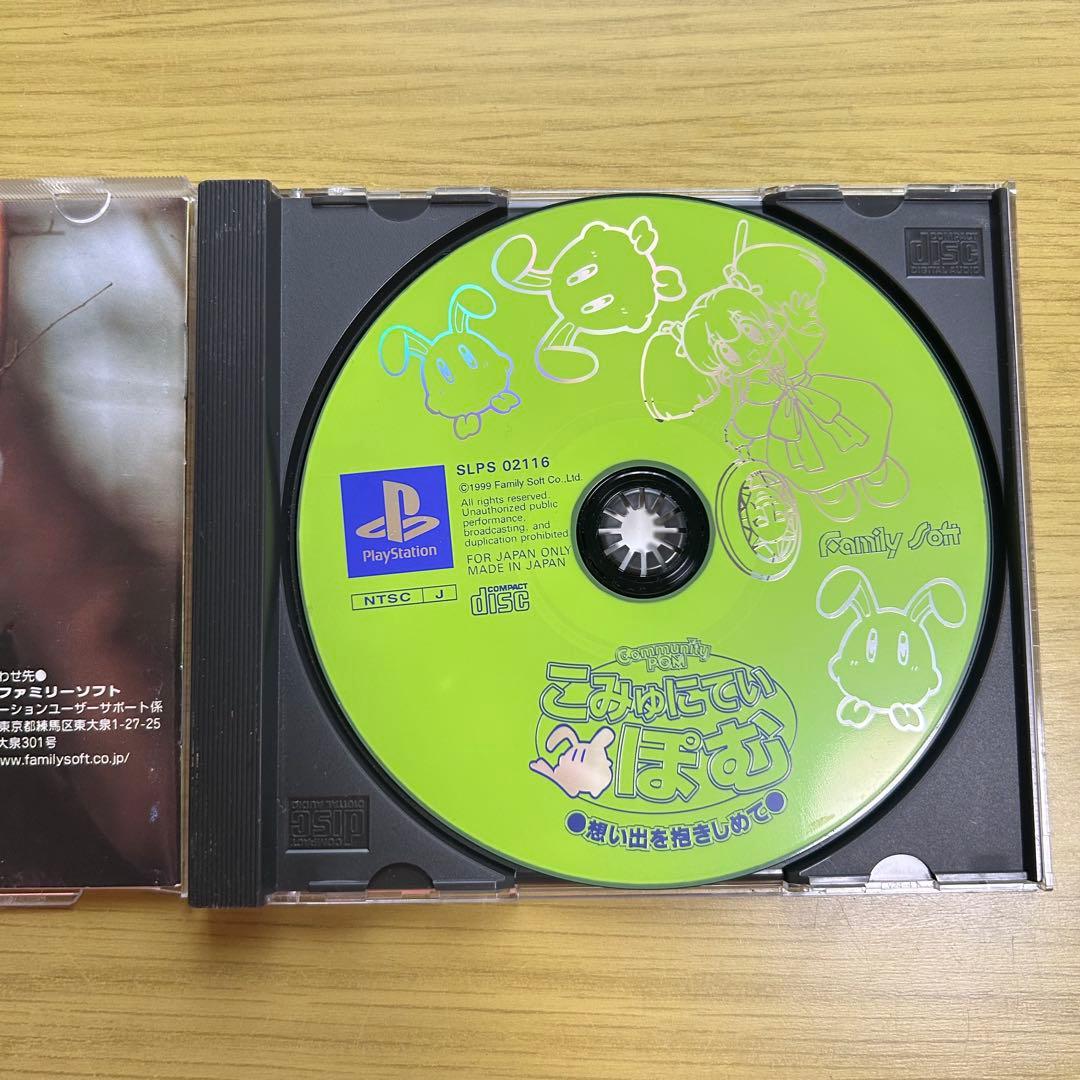 わせ先●
ファミリーソフト
ーションユーザーサポート係
東京都練馬区東大泉1-27-25
大泉301号
www.familysoft.co.jp/
COMPACT
disc
DIGITAL AUDIO
SLPS 02116
©1999 Family Soft Co.,Ltd.
All rights reserved.
Unauthorized public
performance,
broadcasting, and
duplication prohibited
FOR JAPAN ONLY
MADE IN JAPAN
PlayStation
NTSC J
COMPACT
disc
Family Soft
Community
POM
こみゅにてい
ぽむ
●想い出を抱きしめて●
COMPACT
disc
DIGITAL AUDIO